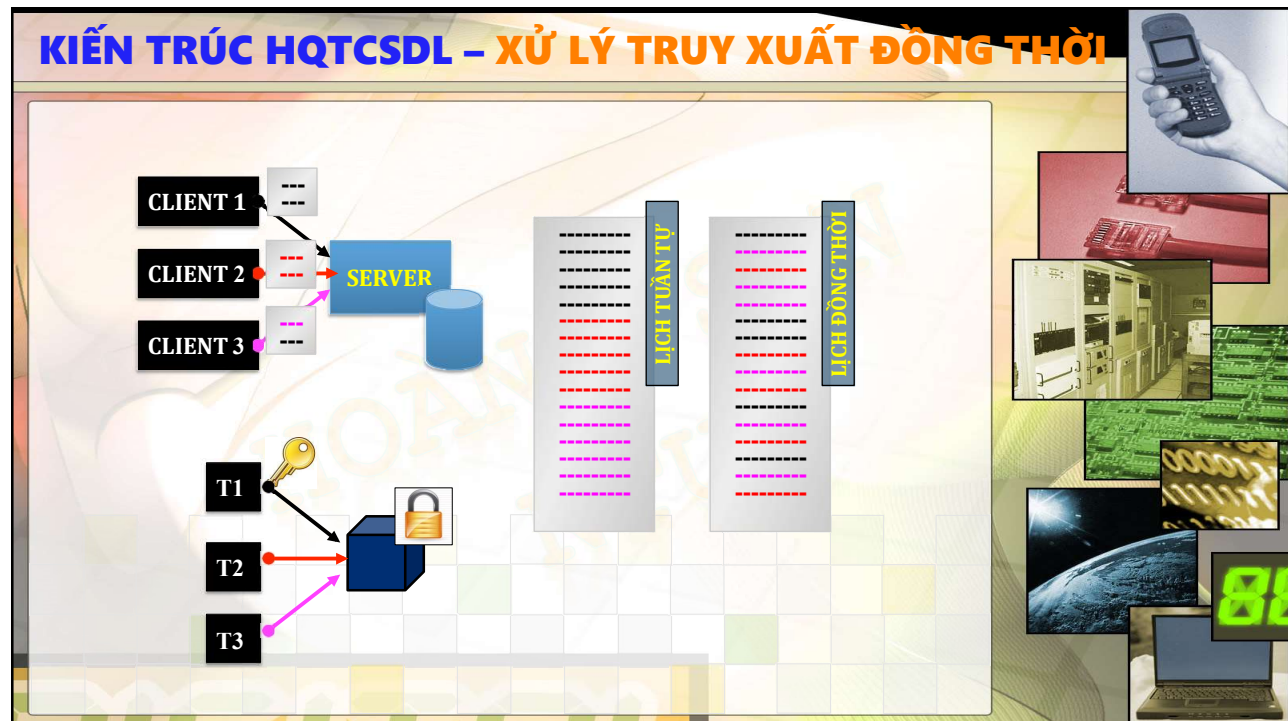 KIẾN TRÚC HQTCSDL – XỬ LÝ TRUY XUẤT ĐỒNG THỜI
CLIENT 1
CLIENT 2
CLIENT 3
SERVER
LỊCH TUẦN TỰ
LỊCH ĐỒNG THỜI
T1
T2
T3